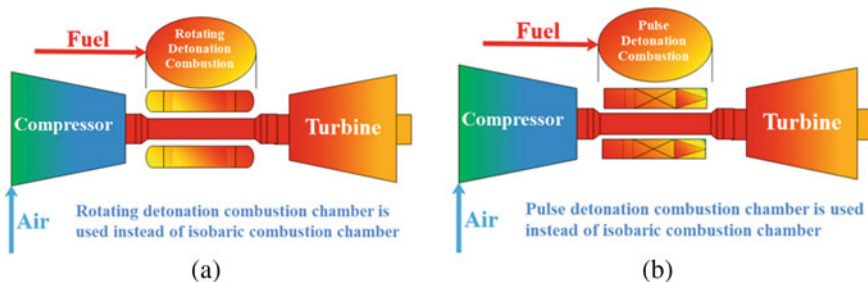 Fuel
Rotating
Detonation
Combustion
Compressor
Turbine
Air
Rotating detonation combustion chamber is
used instead of isobaric combustion chamber
(a)
Fuel
Pulse
Detonation
Combustion
Compressor
Turbine
Air
Pulse detonation combustion chamber is used
instead of isobaric combustion chamber
(b)